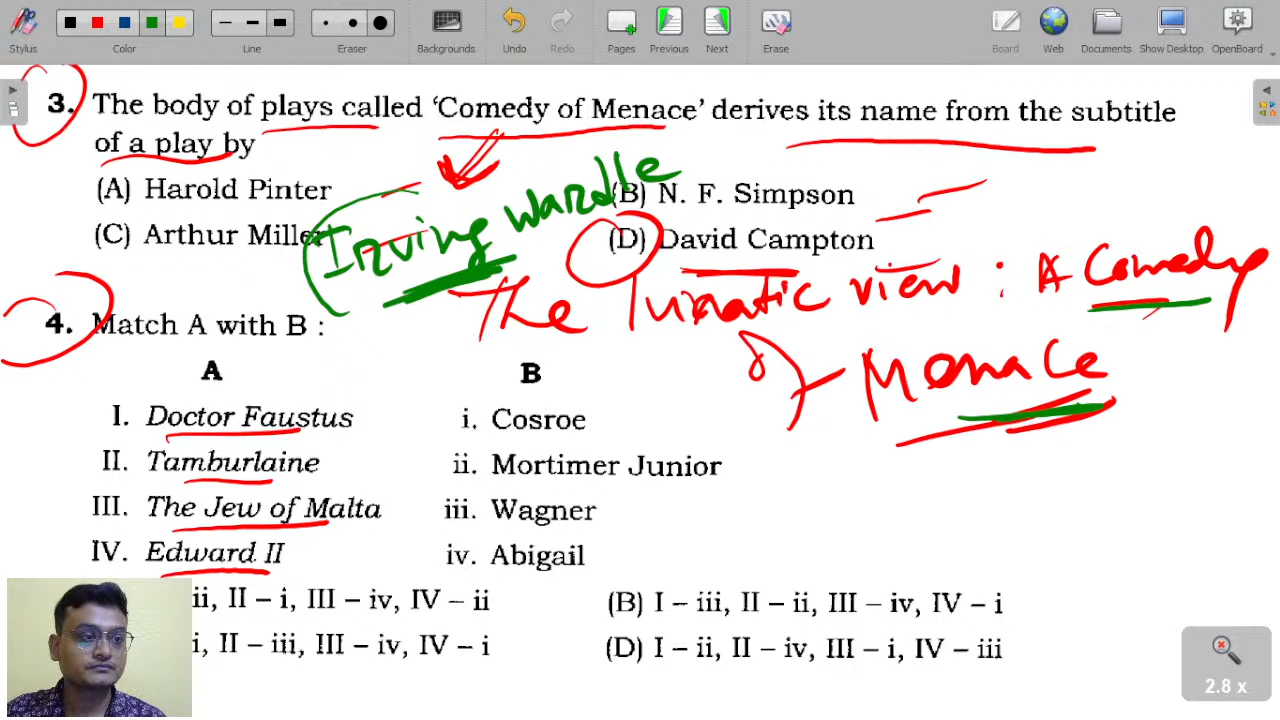 Stylus
Color
Line
Eraser
Backgrounds
Undo
Redo
Pages
Previous
Next
Erase
Board
Web
Documents
Show Desktop
OpenBoard
3. The body of plays called ‘Comedy of Menace’ derives its name from the subtitle
of a play by
(A) Harold Pinter
(B) N. F. Simpson
(C) Arthur Miller
(D) David Campton
Irving Wardle
The lunatic view : A Comedy
of Menace
4. Match A with B :
A B
I. Doctor Faustus i. Cosroe
II. Tamburlaine ii. Mortimer Junior
III. The Jew of Malta iii. Wagner
IV. Edward II iv. Abigail
ii, II – i, III – iv, IV – ii
(B) I – iii, II – ii, III – iv, IV – i
i, II – iii, III – iv, IV – i
(D) I – ii, II – iv, III – i, IV – iii
2.8 x